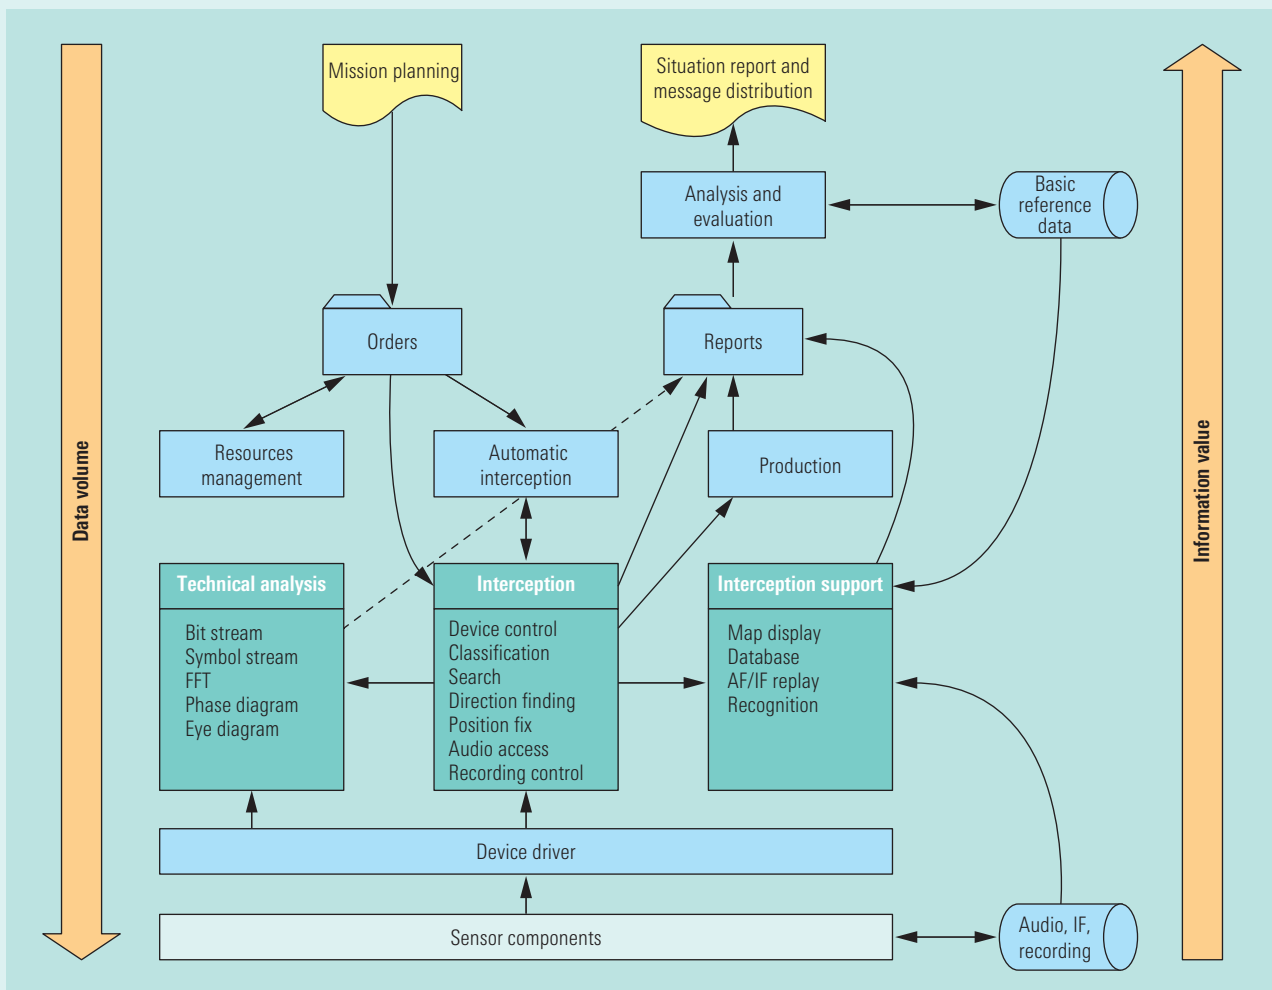 Mission planning
Situation report and
message distribution
Analysis and
evaluation
Basic
reference
data
Orders
Reports
Resources
management
Automatic
interception
Production
Data volume
Information value
Technical analysis
Bit stream
Symbol stream
FFT
Phase diagram
Eye diagram
Interception
Device control
Classification
Search
Direction finding
Position fix
Audio access
Recording control
Interception support
Map display
Database
AF/IF replay
Recognition
Device driver
Sensor components
Audio, IF,
recording